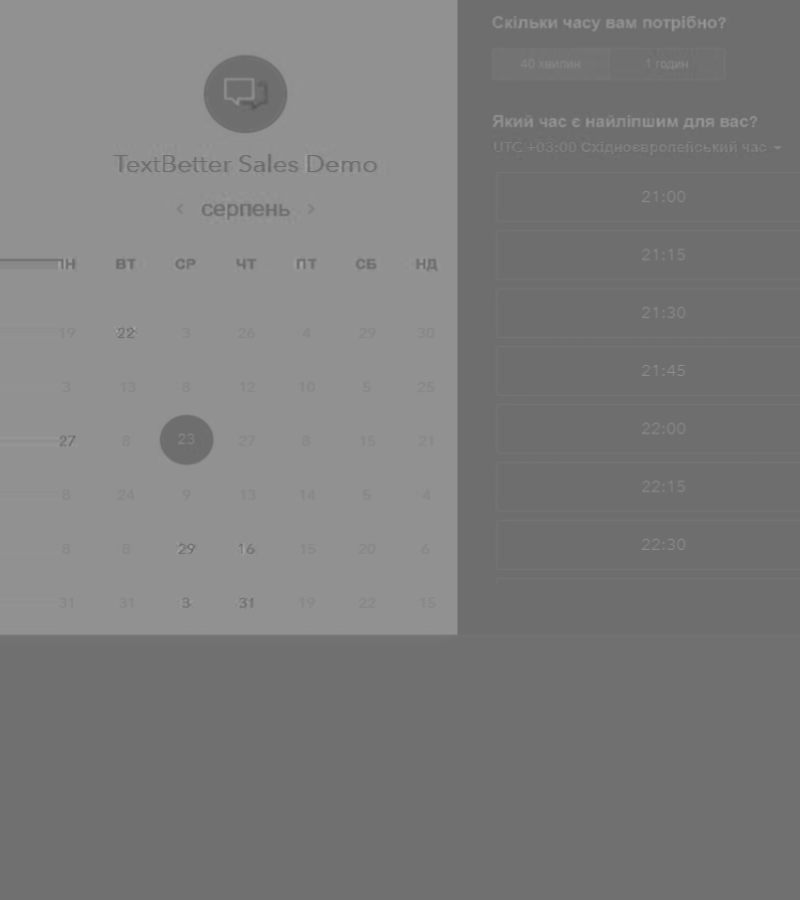 TextBetter Sales Demo
серпень
ПН ВТ СР ЧТ ПТ СБ НД
19 22 3 26 4 29 30
3 13 8 12 10 5 25
27 8 23 27 8 15 21
8 24 9 13 14 5 4
8 8 29 16 15 20 6
31 31 3 31 19 22 15
Скільки часу вам потрібно?
40 хвилин 1 годин
Який час є найліпшим для вас?
UTC +03:00 Східноєвропейський час
21:00
21:15
21:30
21:45
22:00
22:15
22:30